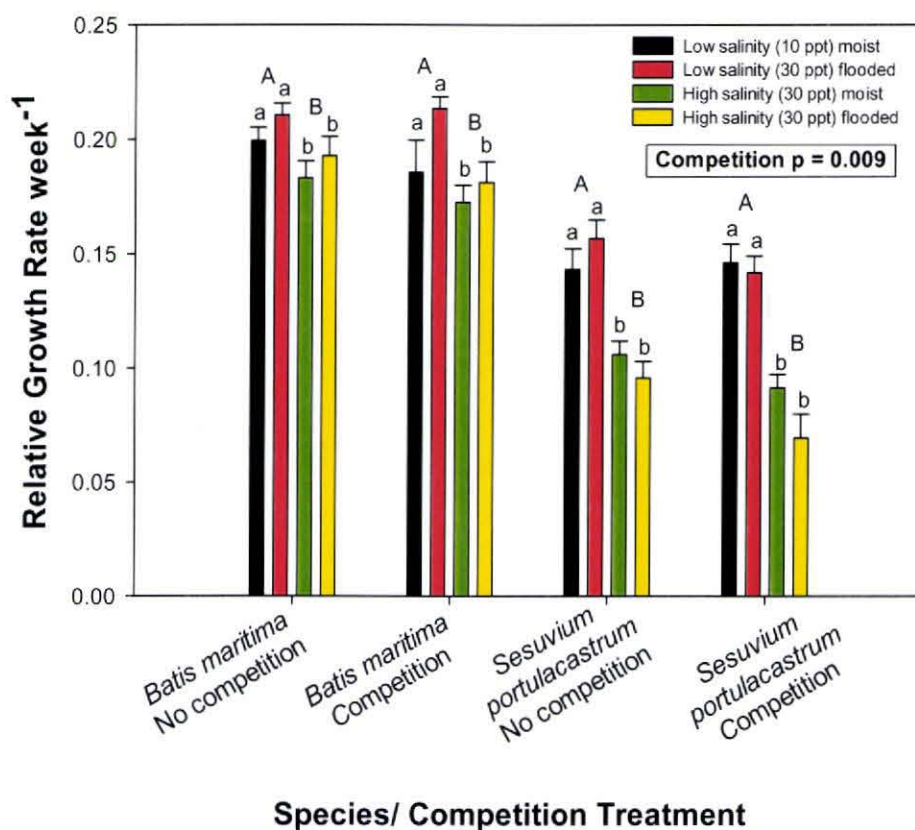 Relative Growth Rate week-1
0.25
0.20
0.15
0.10
0.05
0.00
Low salinity (10 ppt) moist
Low salinity (30 ppt) flooded
High salinity (30 ppt) moist
High salinity (30 ppt) flooded
Competition p = 0.009
A
a a
B
b b
A
a a
B
b b
A
a a
B
b b
A
a a
B
b b
Batis maritima
No competition
Batis maritima
Competition
Sesuvium
portulacastrum
No competition
Sesuvium
portulacastrum
Competition
Species/ Competition Treatment